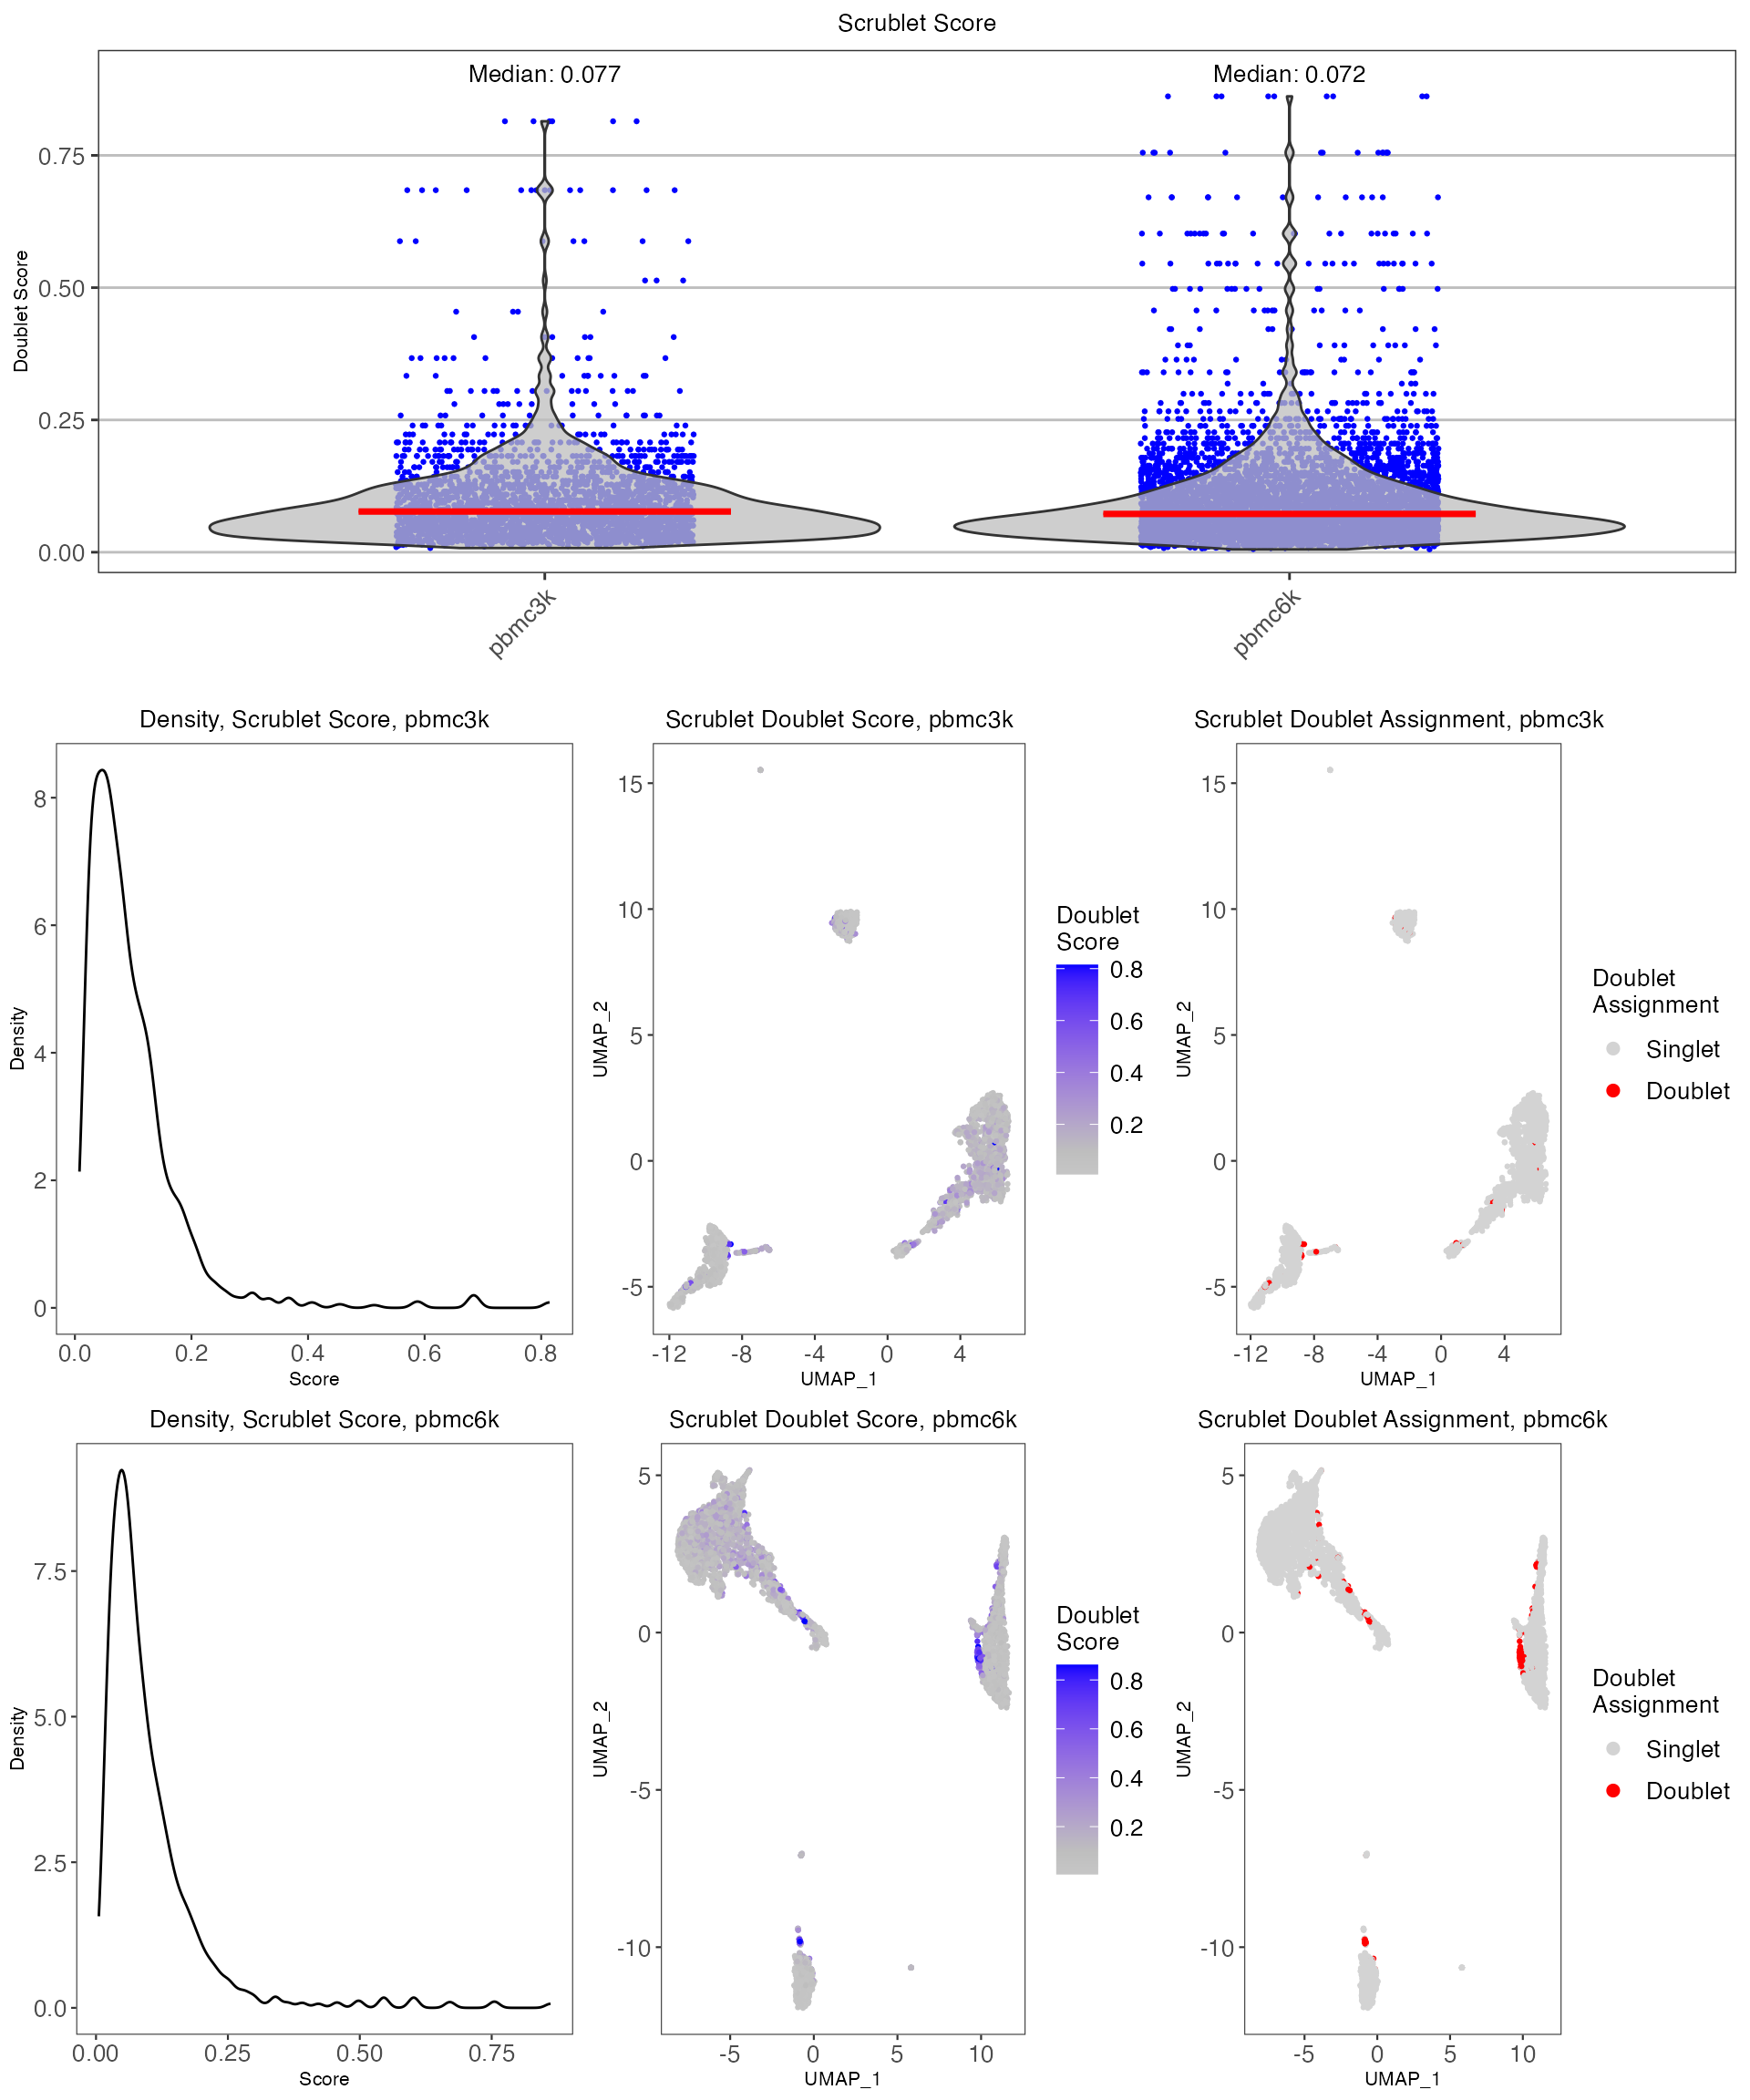 Scrublet Score
Median: 0.077
Median: 0.072
Doublet Score
0.75
0.50
0.25
0.00
pbmc3k
pbmc6k
Density, Scrublet Score, pbmc3k
Density
8
6
4
2
0
0.0 0.2 0.4 0.6 0.8
Score
Scrublet Doublet Score, pbmc3k
UMAP_2
15
10
5
0
-5
-12 -8 -4 0 4
UMAP_1
Doublet
Score
0.8
0.6
0.4
0.2
Scrublet Doublet Assignment, pbmc3k
UMAP_2
15
10
5
0
-5
-12 -8 -4 0 4
UMAP_1
Doublet
Assignment
Singlet
Doublet
Density, Scrublet Score, pbmc6k
Density
7.5
5.0
2.5
0.0
0.00 0.25 0.50 0.75
Score
Scrublet Doublet Score, pbmc6k
UMAP_2
5
0
-5
-10
-5 0 5 10
UMAP_1
Doublet
Score
0.8
0.6
0.4
0.2
Scrublet Doublet Assignment, pbmc6k
UMAP_2
5
0
-5
-10
-5 0 5 10
UMAP_1
Doublet
Assignment
Singlet
Doublet